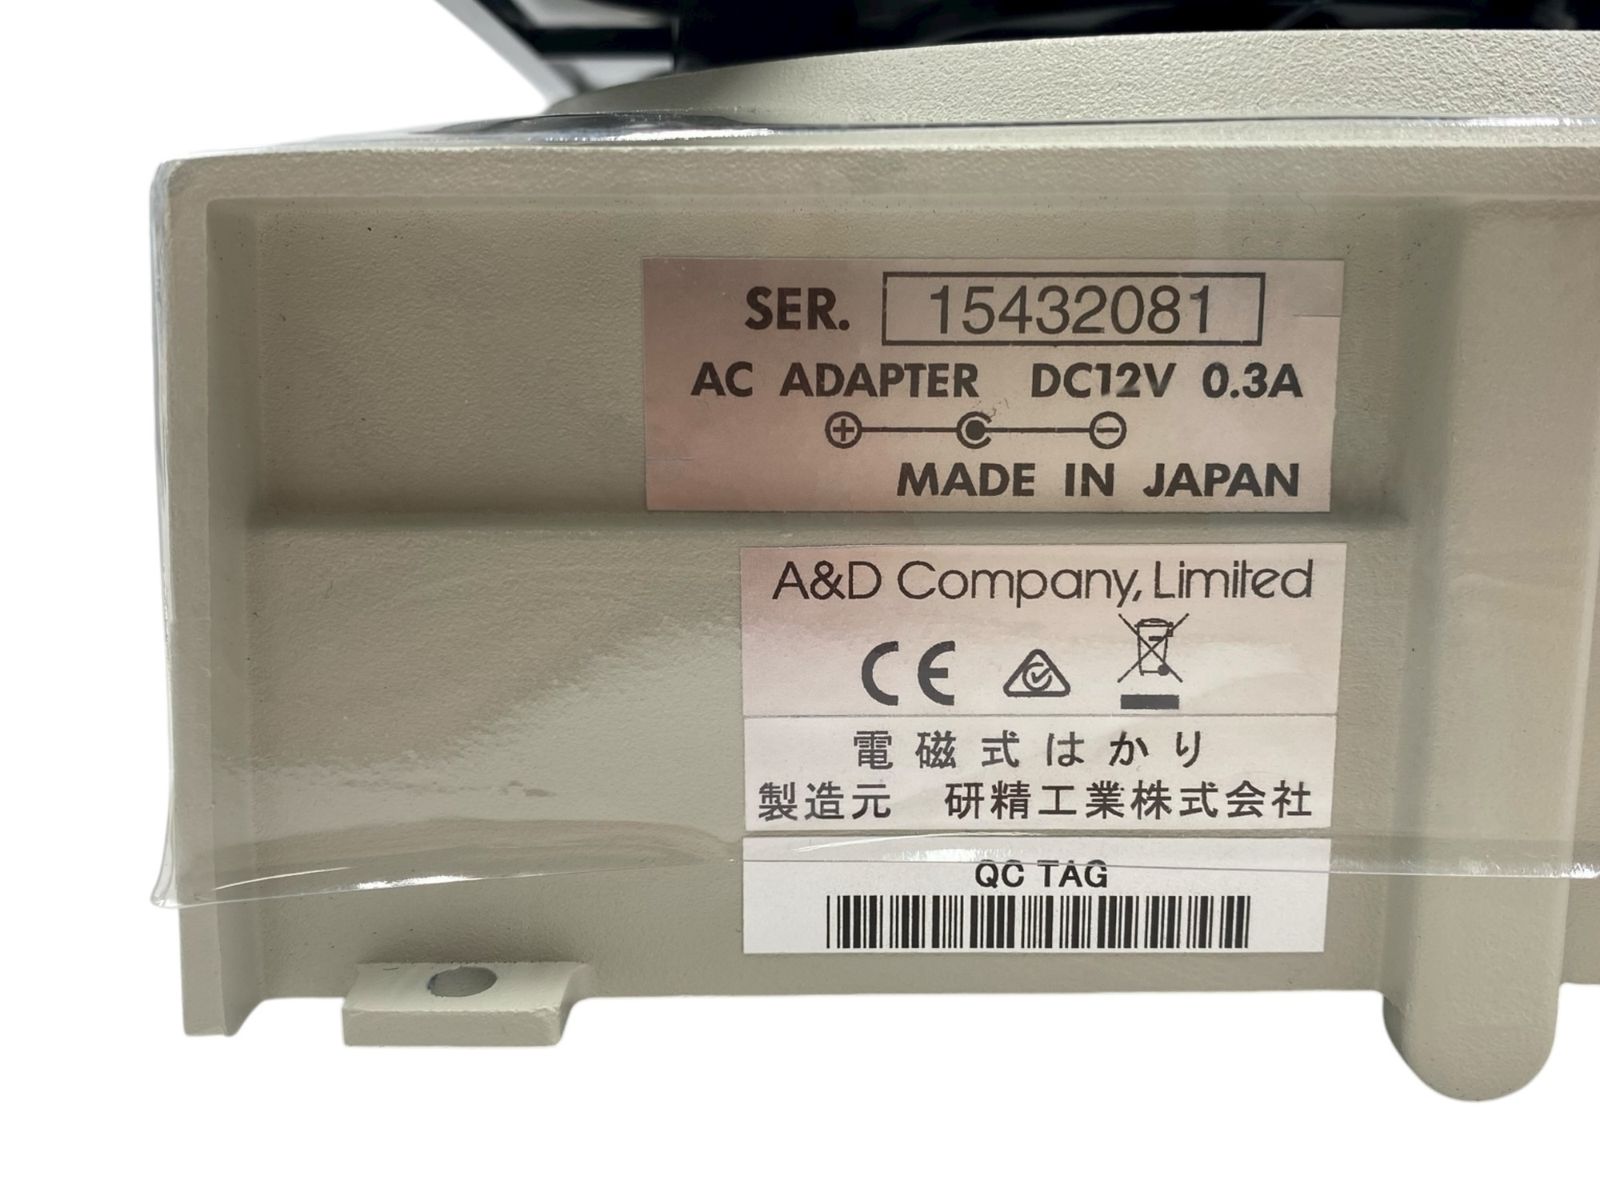 SER. 15432081
AC ADAPTER DC12V 0.3A
MADE IN JAPAN
A&D Company, Limited
CE
電磁式はかり
製造元 研精工業株式会社
QC TAG